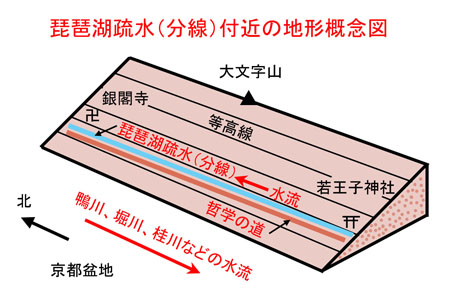 琵琶湖疏水（分線）付近の地形概念図
大文字山
銀閣寺
卍
等高線
琵琶湖疏水（分線）
水流
若王子神社
哲学の道
北
鴨川、堀川、桂川などの水流
京都盆地